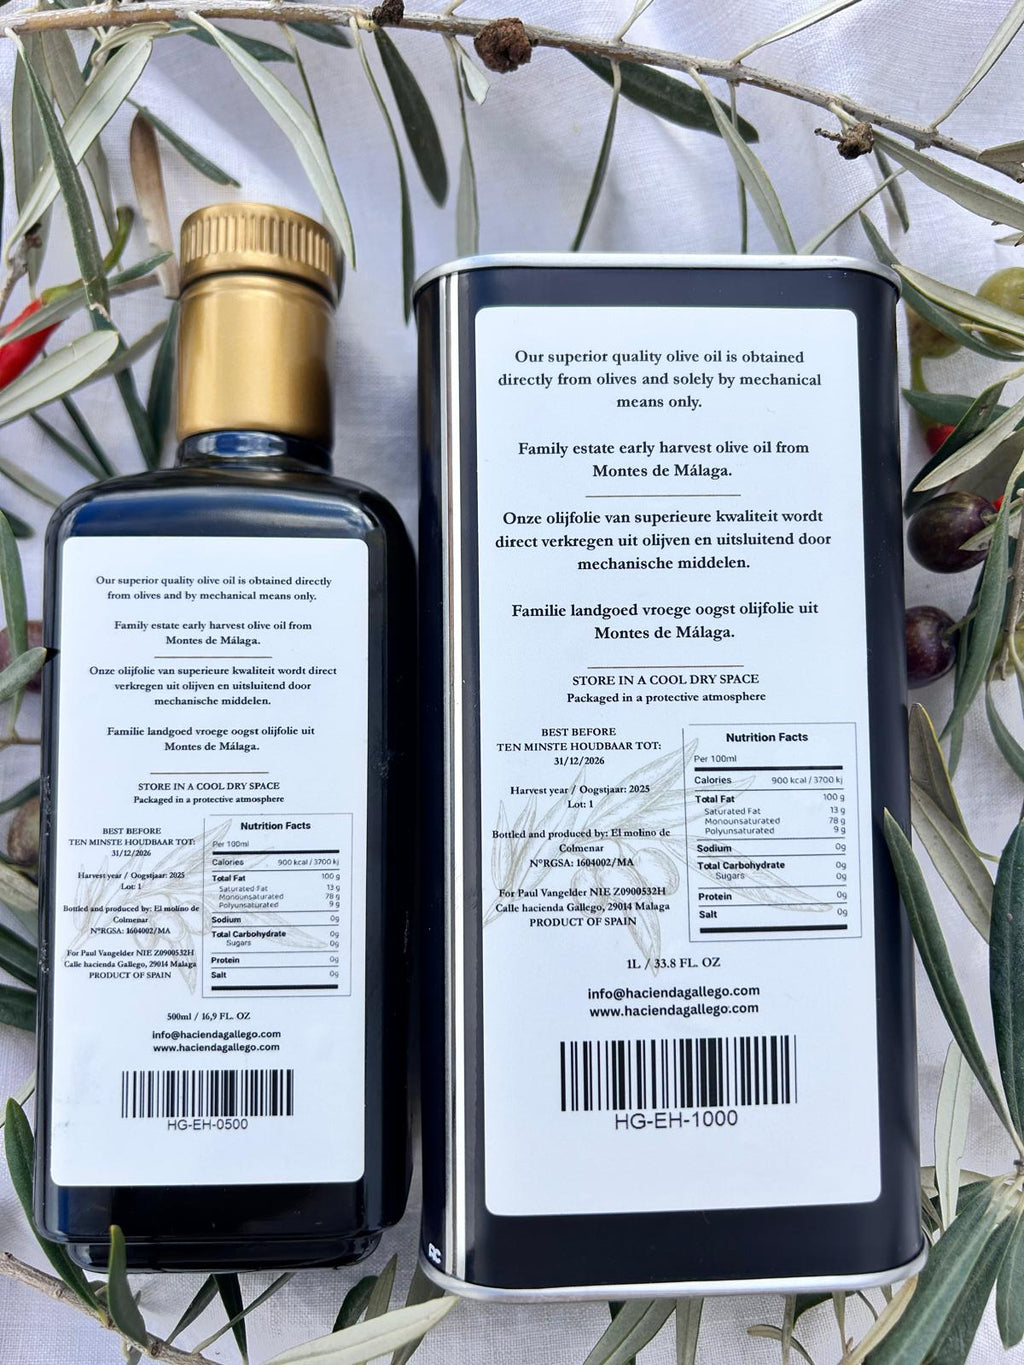 Our superior quality olive oil is obtained directly
from olives and by mechanical means only.
Family estate early harvest olive oil from
Montes de Málaga.
Onze olijfolie van superieure kwaliteit wordt direct
verkregen uit olijven en uitsluitend door
mechanische middelen.
Familie landgoed vroege oogst olijfolie uit
Montes de Málaga.
STORE IN A COOL DRY SPACE
Packaged in a protective atmosphere
BEST BEFORE
TEN MINSTE HOUDBAAR TOT:
31/12/2026
Harvest year / Oogstjaar: 2025
Lot: 1
Bottled and produced by: El molino de
Colmenar
N°RGSA: 1604002/MA
For Paul Vangelder NIE Z0900532H
Calle hacienda Gallego, 29014 Malaga
PRODUCT OF SPAIN
Nutrition Facts
Per 100ml
Calories 900 kcal / 3700 kj
Total Fat 100 g
Saturated Fat 13 g
Monounsaturated 78 g
Polyunsaturated 9 g
Sodium 0g
Total Carbohydrate 0g
Sugars 0g
Protein 0g
Salt 0g
500ml / 16,9 FL. OZ
info@haciendagallego.com
www.haciendagallego.com
HG-EH-0500
Our superior quality olive oil is obtained
directly from olives and solely by mechanical
means only.
Family estate early harvest olive oil from
Montes de Málaga.
Onze olijfolie van superieure kwaliteit wordt
direct verkregen uit olijven en uitsluitend door
mechanische middelen.
Familie landgoed vroege oogst olijfolie uit
Montes de Málaga.
STORE IN A COOL DRY SPACE
Packaged in a protective atmosphere
BEST BEFORE
TEN MINSTE HOUDBAAR TOT:
31/12/2026
Harvest year / Oogstjaar: 2025
Lot: 1
Bottled and produced by: El molino de
Colmenar
N°RGSA: 1604002/MA
For Paul Vangelder NIE Z0900532H
Calle hacienda Gallego, 29014 Malaga
PRODUCT OF SPAIN
Nutrition Facts
Per 100ml
Calories 900 kcal / 3700 kj
Total Fat 100 g
Saturated Fat 13 g
Monounsaturated 78 g
Polyunsaturated 9 g
Sodium 0g
Total Carbohydrate 0g
Sugars 0g
Protein 0g
Salt 0g
1L / 33.8 FL. OZ
info@haciendagallego.com
www.haciendagallego.com
HG-EH-1000